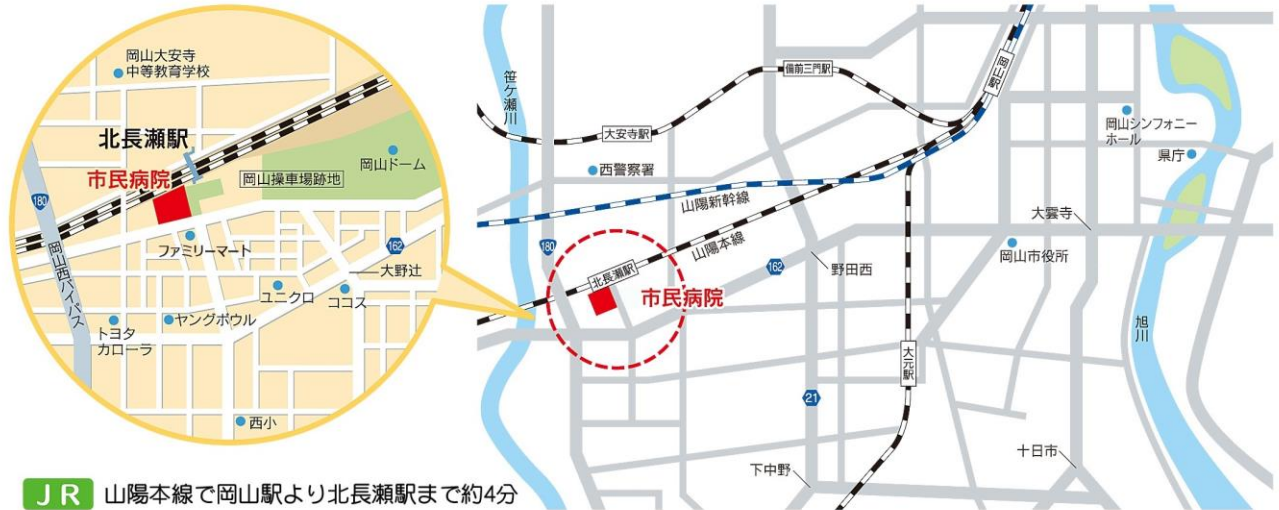 岡山大安寺
中等教育学校
北長瀬駅
市民病院
岡山操車場跡地
岡山ドーム
180
岡山西バイパス
ファミリーマート
162
大野辻
ユニクロ
ココス
ヤングボウル
トヨタ
カローラ
西小
笹ケ瀬川
大安寺駅
備前三門駅
岡山駅
西警察署
山陽新幹線
山陽本線
岡山シンフォニー
ホール
県庁
大雲寺
岡山市役所
180
北長瀬駅
市民病院
162
野田西
大元駅
旭川
21
下中野
十日市
JR 山陽本線で岡山駅より北長瀬駅まで約4分